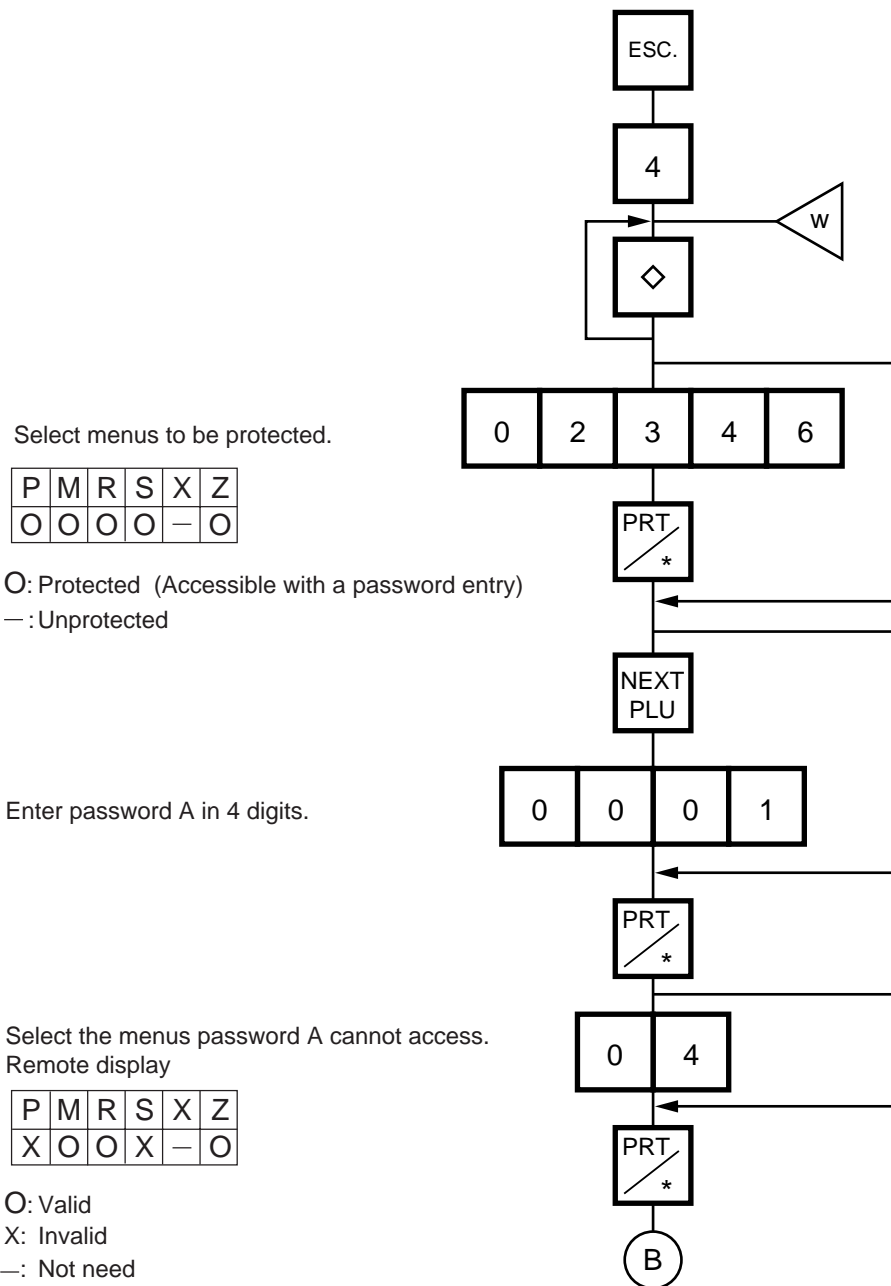 ESC.
4
w
◇
Select menus to be protected.
0 2 3 4 6
P M R S X Z
O O O O — O
PRT / *
O: Protected (Accessible with a password entry)
— : Unprotected
NEXT
PLU
Enter password A in 4 digits.
0 0 0 1
PRT / *
Select the menus password A cannot access.
Remote display
0 4
P M R S X Z
X O O X — O
PRT / *
O: Valid
X: Invalid
—: Not need
B